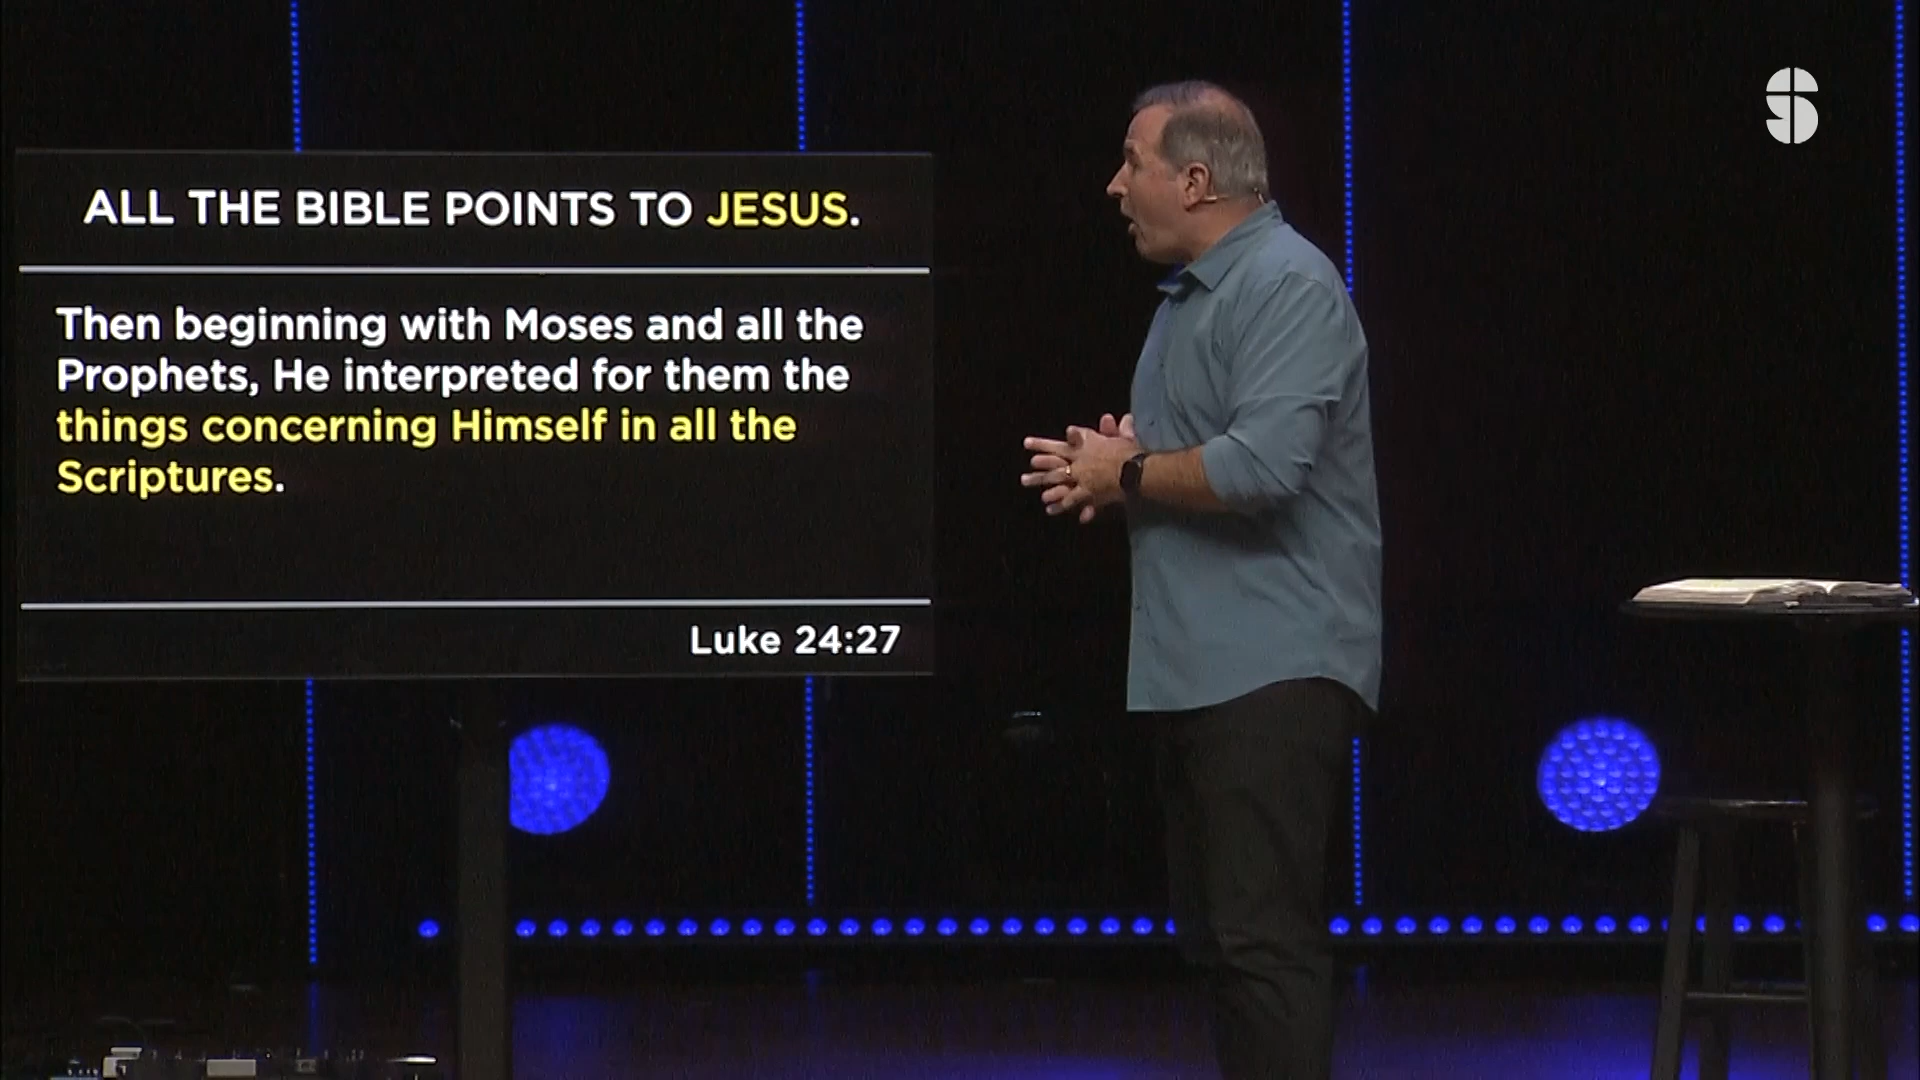 ALL THE BIBLE POINTS TO JESUS.
Then beginning with Moses and all the
Prophets, He interpreted for them the
things concerning Himself in all the
Scriptures.
Luke 24:27